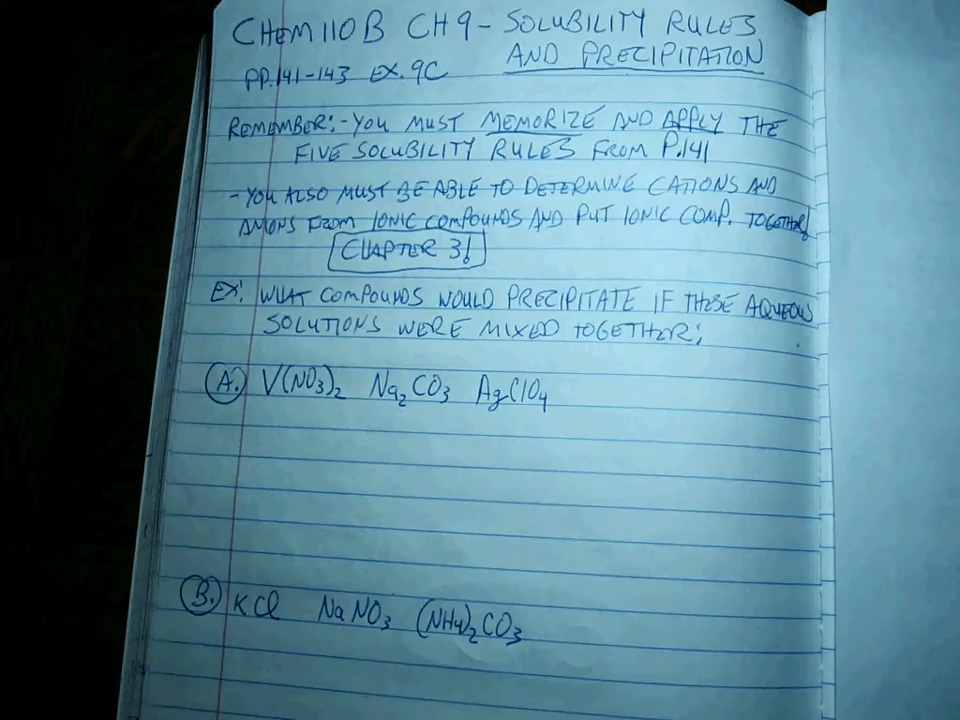 CHEM 110B CH 9 - SOLUBILITY RULES
AND PRECIPITATION
PP. 141-143 EX. 9C
REMEMBER: - YOU MUST MEMORIZE AND APPLY THE
FIVE SOLUBILITY RULES FROM P. 141
- YOU ALSO MUST BE ABLE TO DETERMINE CATIONS AND
ANIONS FROM IONIC COMPOUNDS AND PUT IONIC COMP. TOGETHER!
CHAPTER 3!
EX: WHAT COMPOUNDS WOULD PRECIPITATE IF THESE AQUEOUS
SOLUTIONS WERE MIXED TOGETHER:
A. V(NO₃)₂ Na₂CO₃ AgClO₄
B. KCl NaNO₃ (NH₄)₂CO₃